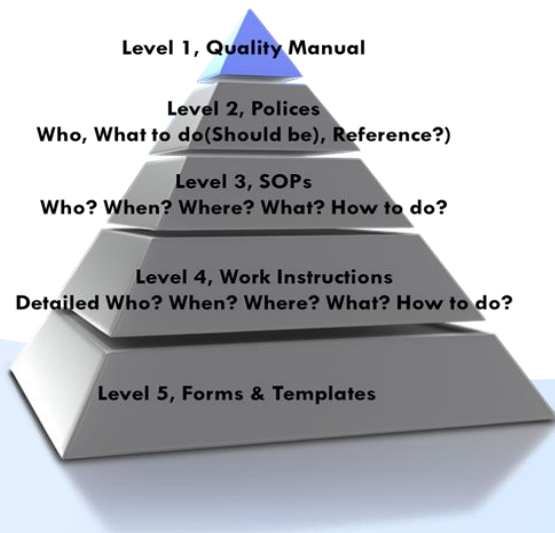 Level 1, Quality Manual
Level 2, Polices
Who, What to do(Should be), Reference?)
Level 3, SOPs
Who? When? Where? What? How to do?
Level 4, Work Instructions
Detailed Who? When? Where? What? How to do?
Level 5, Forms & Templates